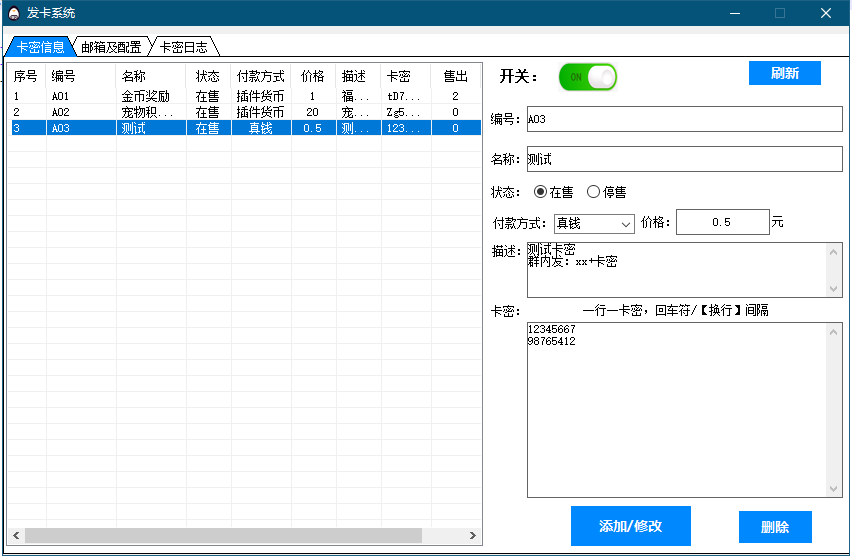 发卡系统
卡密信息 邮箱及配置 卡密日志
序号 编号 名称 状态 付款方式 价格 描述 卡密 售出
1 A01 金币奖励 在售 插件货币 1 福... tD7... 2
2 A02 宠物积... 在售 插件货币 20 宠... Zg5... 0
3 A03 测试 在售 真钱 0.5 测... 123... 0
开关： ON 刷新
编号： A03
名称： 测试
状态： 在售 停售
付款方式： 真钱 价格： 0.5 元
描述： 测试卡密
群内发：xx+卡密
卡密： 一行一卡密，回车符/【换行】间隔
12345667
98765412
添加/修改 删除